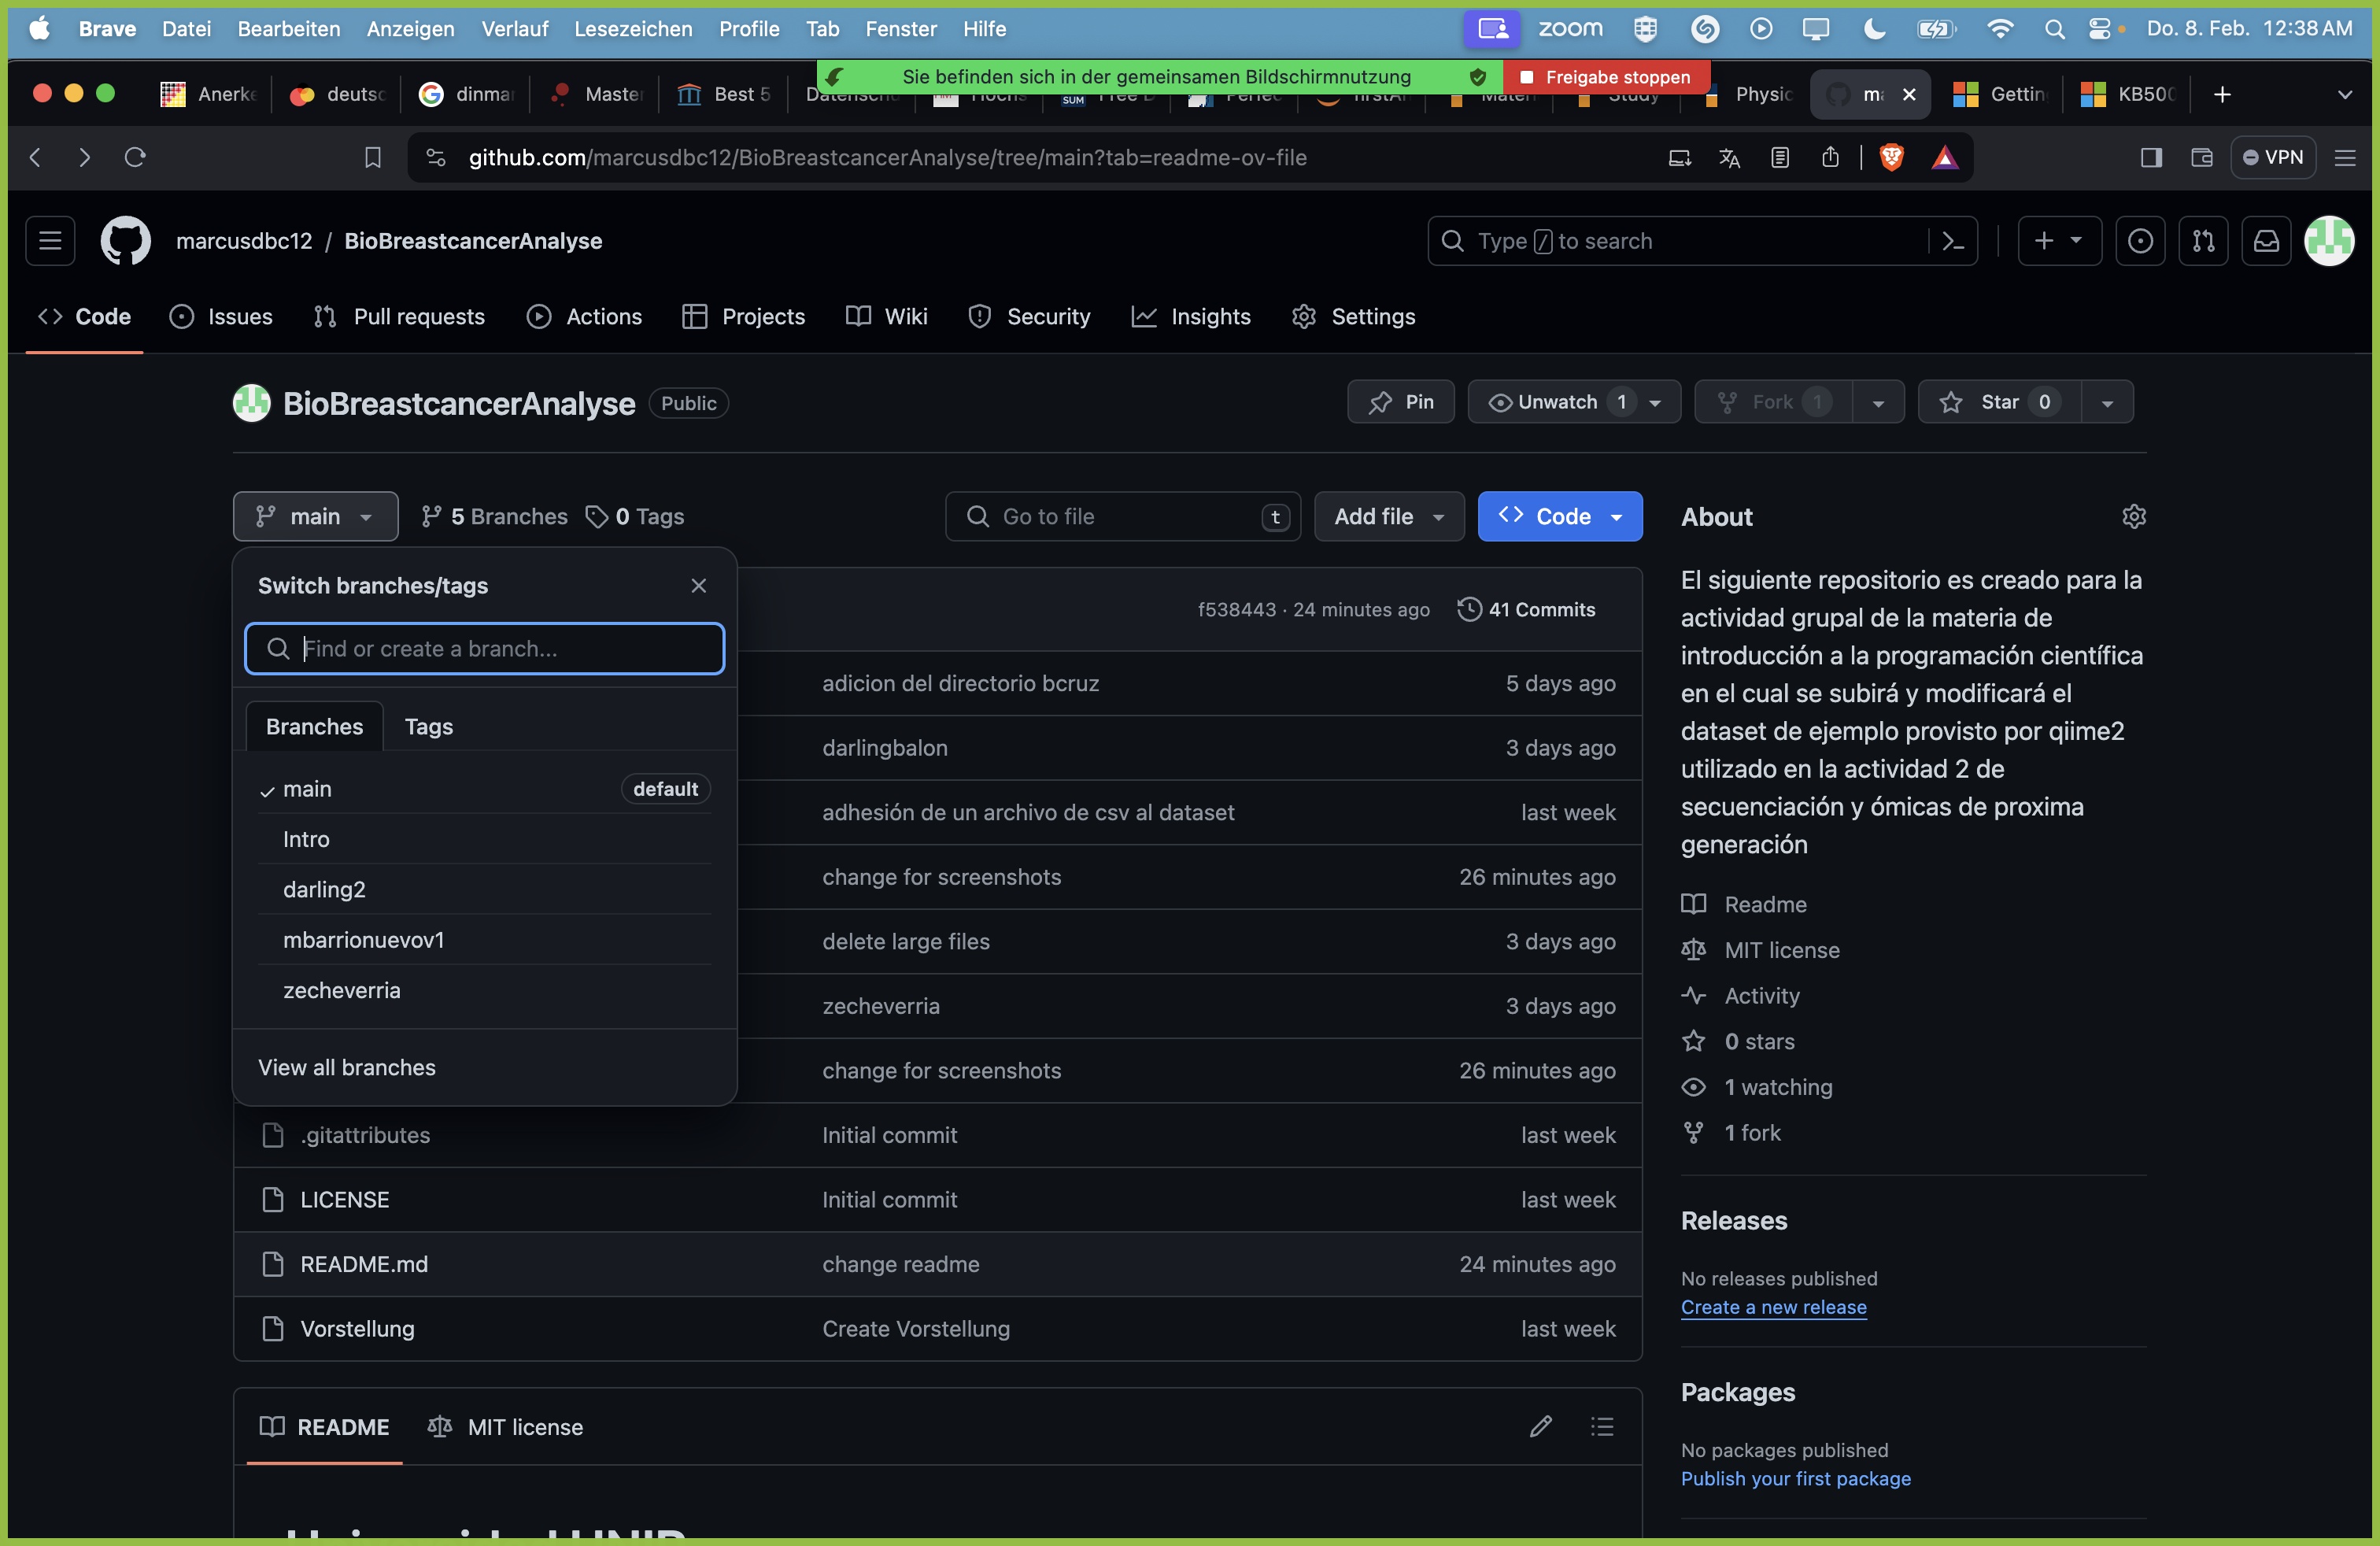 Brave Datei Bearbeiten Anzeigen Verlauf Lesezeichen Profile Tab Fenster Hilfe zoom Do. 8. Feb. 12:38 AM
Sie befinden sich in der gemeinsamen Bildschirmnutzung Freigabe stoppen
Anerke deutsc dinma Master Best 5 Physic ma Gettin KB500
github.com/marcusdbc12/BioBreastcancerAnalyse/tree/main?tab=readme-ov-file VPN
marcusdbc12 / BioBreastcancerAnalyse Type / to search
Code Issues Pull requests Actions Projects Wiki Security Insights Settings
BioBreastcancerAnalyse Public Pin Unwatch 1 Fork 1 Star 0
main 5 Branches 0 Tags Go to file t Add file Code
Switch branches/tags
Find or create a branch...
Branches Tags
main default
Intro
darling2
mbarrionuevov1
zecheverria
View all branches
f538443 · 24 minutes ago 41 Commits
adicion del directorio bcruz 5 days ago
darlingbalon 3 days ago
adhesión de un archivo de csv al dataset last week
change for screenshots 26 minutes ago
delete large files 3 days ago
zecheverria 3 days ago
change for screenshots 26 minutes ago
.gitattributes Initial commit last week
LICENSE Initial commit last week
README.md change readme 24 minutes ago
Vorstellung Create Vorstellung last week
README MIT license
About
El siguiente repositorio es creado para la
actividad grupal de la materia de
introducción a la programación científica
en el cual se subirá y modificará el
dataset de ejemplo provisto por qiime2
utilizado en la actividad 2 de
secuenciación y ómicas de proxima
generación
Readme
MIT license
Activity
0 stars
1 watching
1 fork
Releases
No releases published
Create a new release
Packages
No packages published
Publish your first package